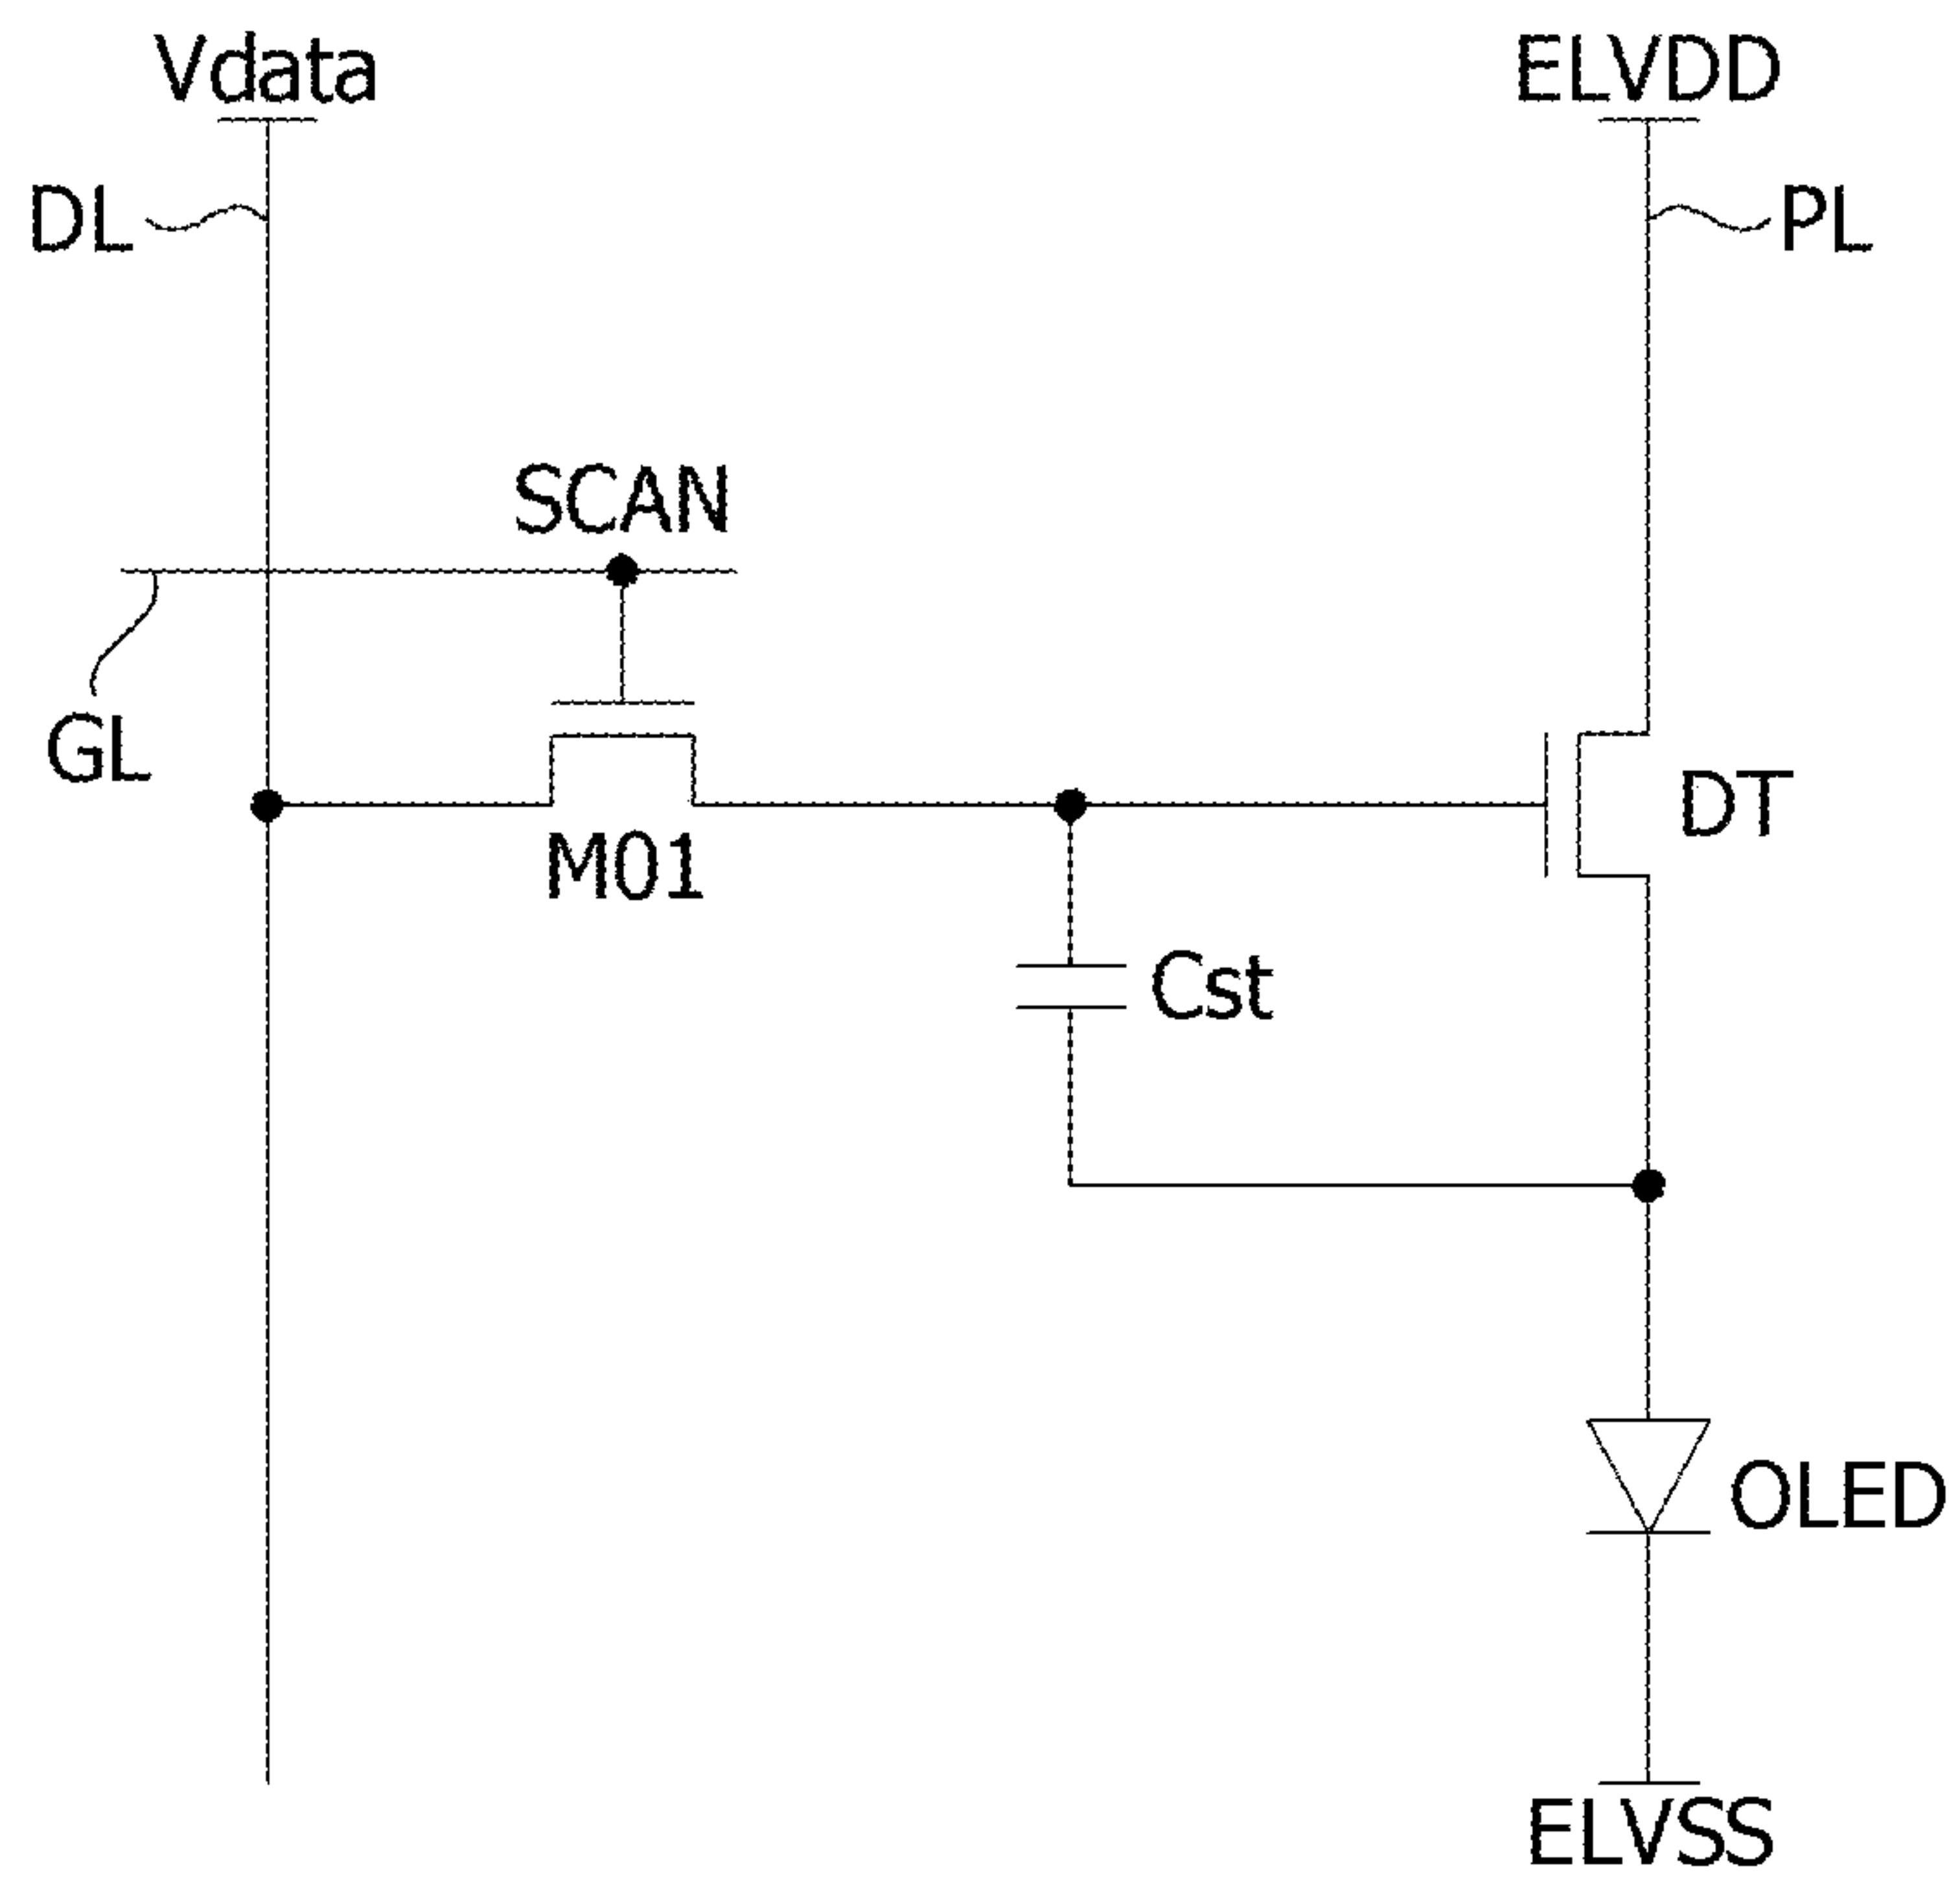 Vdata
ELVDD
DL
PL
SCAN
GL
DT
M01
Cst
OLED
ELVSS